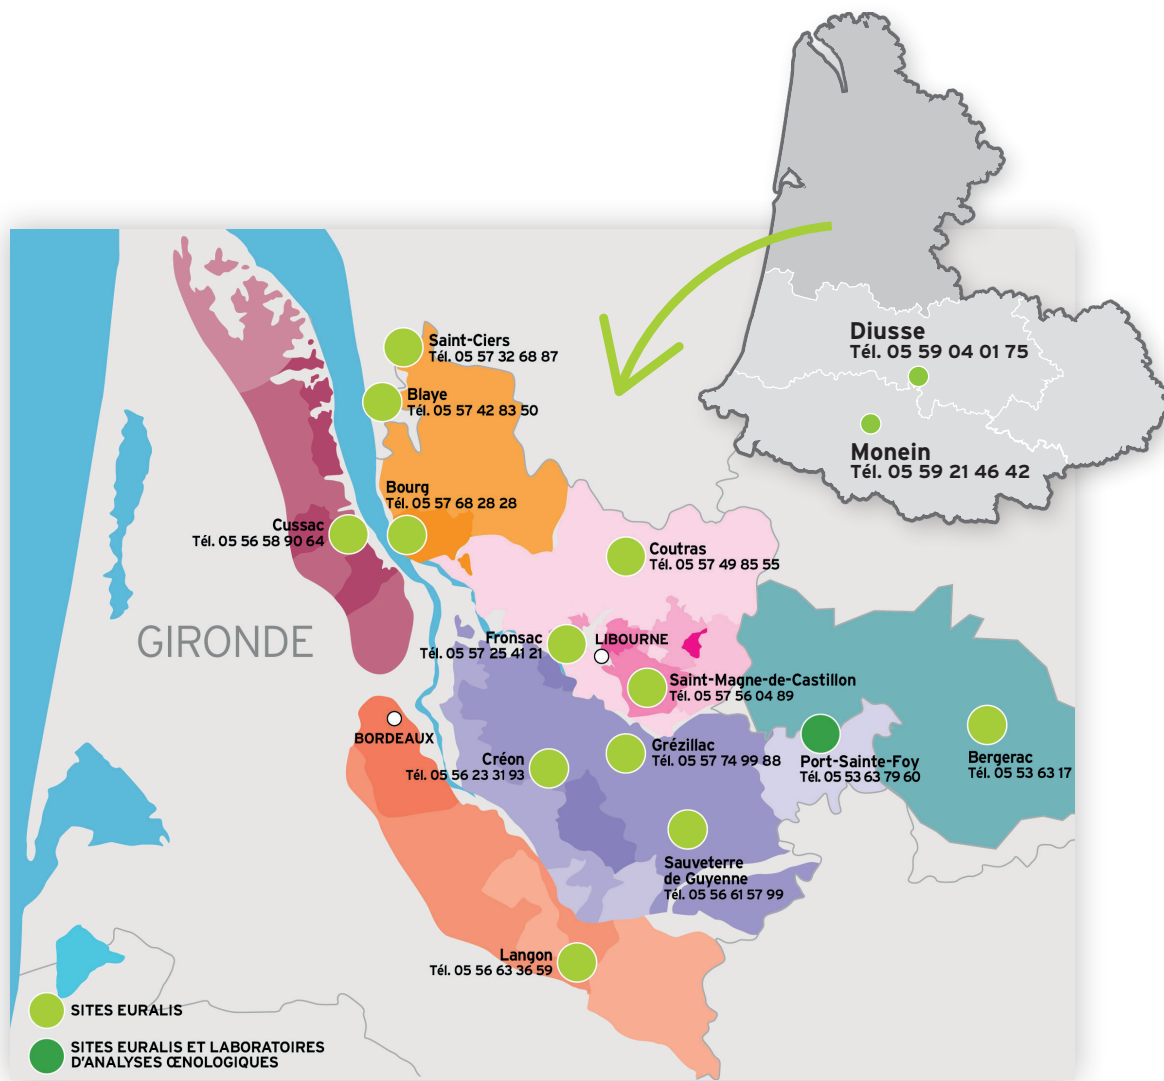 Diusse
Tél. 05 59 04 01 75
Monein
Tél. 05 59 21 46 42
Saint-Ciers
Tél. 05 57 32 68 87
Blaye
Tél. 05 57 42 83 50
Bourg
Tél. 05 57 68 28 28
Cussac
Tél. 05 56 58 90 64
Coutras
Tél. 05 57 49 85 55
GIRONDE
Fronsac
Tél. 05 57 25 41 21
LIBOURNE
Saint-Magne-de-Castillon
Tél. 05 57 56 04 89
BORDEAUX
Créon
Tél. 05 56 23 31 93
Grézillac
Tél. 05 57 74 99 88
Port-Sainte-Foy
Tél. 05 53 63 79 60
Bergerac
Tél. 05 53 63 17
Sauveterre
de Guyenne
Tél. 05 56 61 57 99
Langon
Tél. 05 56 63 36 59
SITES EURALIS
SITES EURALIS ET LABORATOIRES
D'ANALYSES ŒNOLOGIQUES